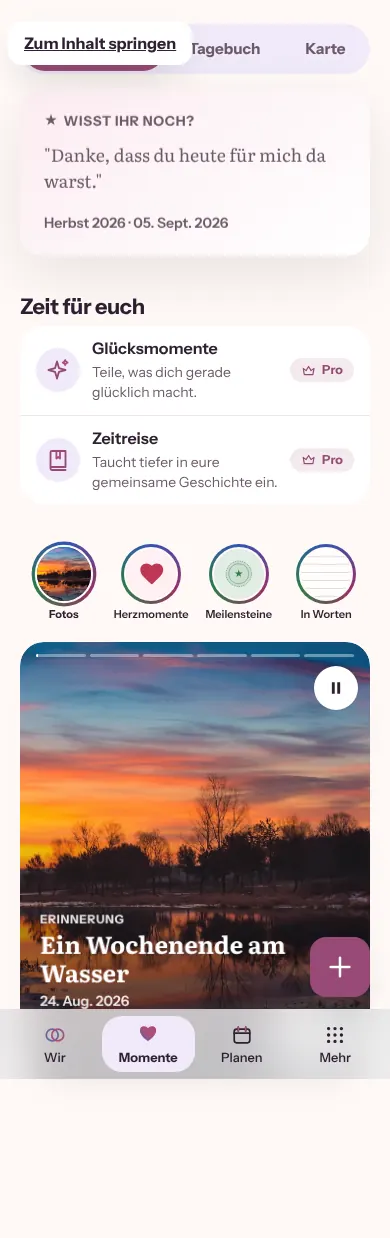 Zum Inhalt springen
Tagebuch
Karte
WISST IHR NOCH?
"Danke, dass du heute für mich da
warst."
Herbst 2026 · 05. Sept. 2026
Zeit für euch
Glücksmomente
Teile, was dich gerade
glücklich macht.
Pro
Zeitreise
Taucht tiefer in eure
gemeinsame Geschichte ein.
Pro
Fotos
Herzmomente
Meilensteine
In Worten
ERINNERUNG
Ein Wochenende am
Wasser
24. Aug. 2026
Wir
Momente
Planen
Mehr